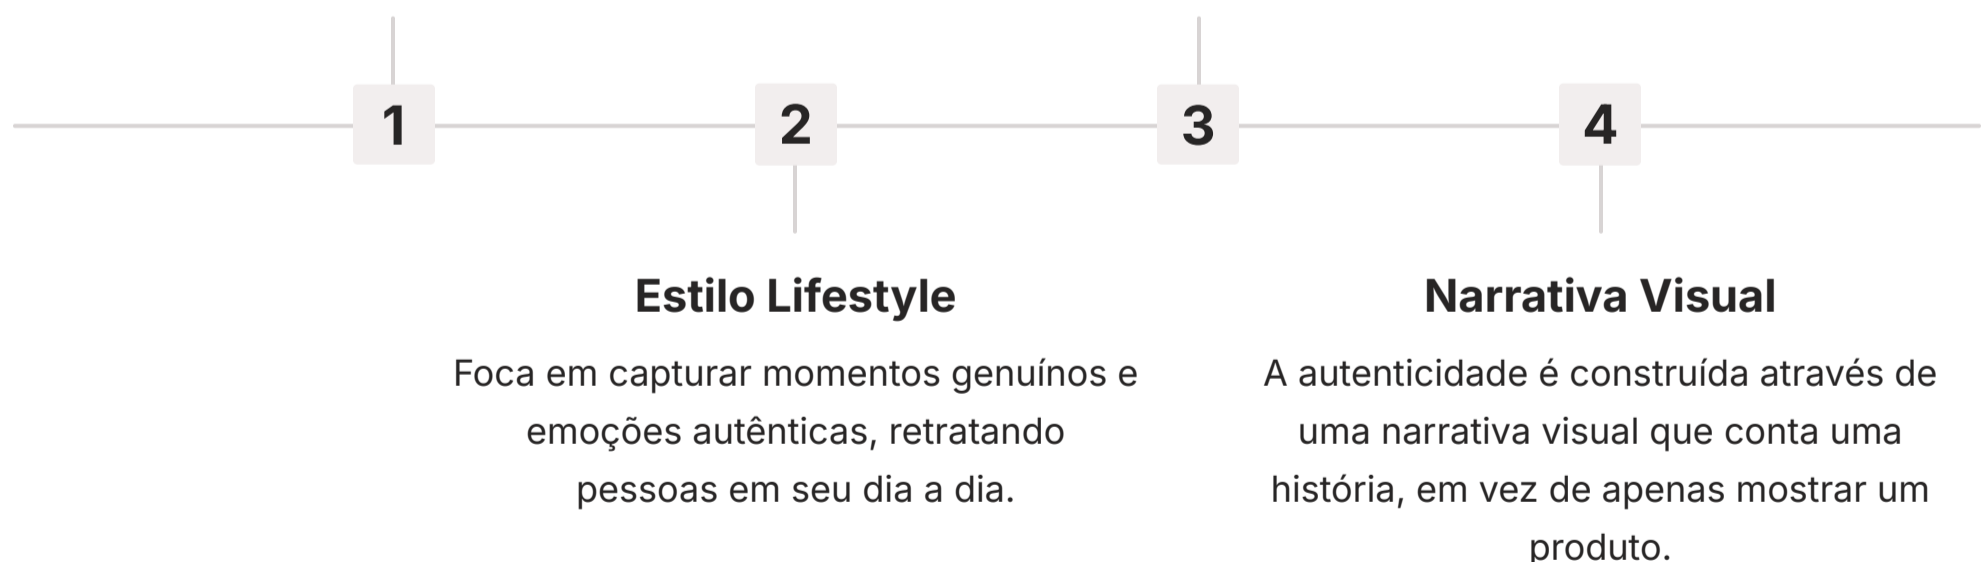 1
2
3
4
Estilo Lifestyle
Foca em capturar momentos genuínos e
emoções autênticas, retratando
pessoas em seu dia a dia.
Narrativa Visual
A autenticidade é construída através de
uma narrativa visual que conta uma
história, em vez de apenas mostrar um
produto.